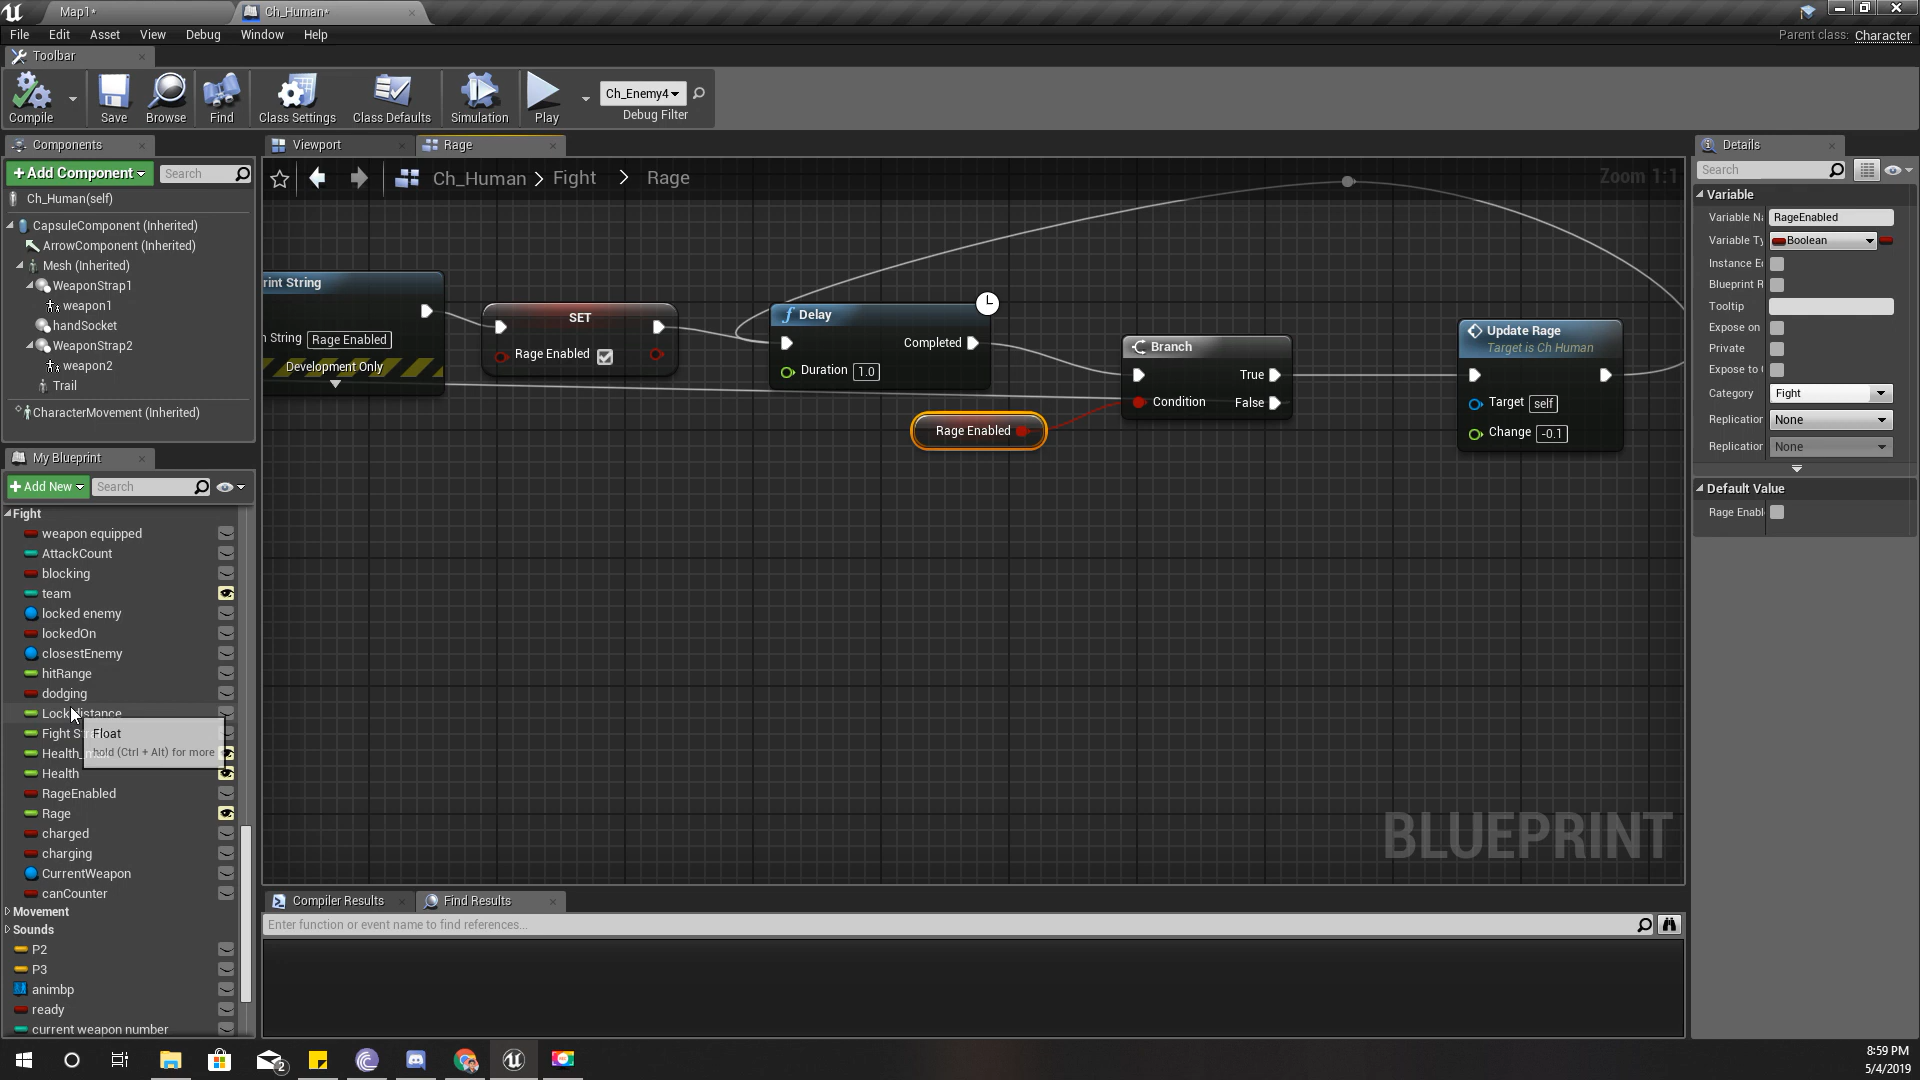 Map1*
Ch_Human*
File Edit Asset View Debug Window Help
Parent class: Character
Toolbar
Compile
Save
Browse
Find
Class Settings
Class Defaults
Simulation
Play
Ch_Enemy4
Debug Filter
Components
+Add Component
Search
Ch_Human(self)
CapsuleComponent (Inherited)
ArrowComponent (Inherited)
Mesh (Inherited)
WeaponStrap1
weapon1
handSocket
WeaponStrap2
weapon2
Trail
CharacterMovement (Inherited)
My Blueprint
+Add New
Search
Fight
weapon equipped
AttackCount
blocking
team
locked enemy
lockedOn
closestEnemy
hitRange
dodging
Fight
Float
hold (Ctrl + Alt) for more
Health
RageEnabled
Rage
charged
charging
CurrentWeapon
canCounter
Movement
Sounds
P2
P3
animbp
ready
current weapon number
Viewport
Rage
Ch_Human > Fight > Rage
Zoom 1:1
rint String
String Rage Enabled
Development Only
SET
Rage Enabled
Delay
Completed
Duration 1.0
Rage Enabled
Branch
True
Condition
False
Update Rage
Target is Ch Human
Target self
Change -0.1
BLUEPRINT
Compiler Results
Find Results
Enter function or event name to find references...
Details
Search
Variable
Variable N RageEnabled
Variable Ty Boolean
Instance E
Blueprint R
Tooltip
Expose on
Private
Expose to
Category Fight
Replication None
Replication None
Default Value
Rage Enabl
2
8:59 PM
5/4/2019